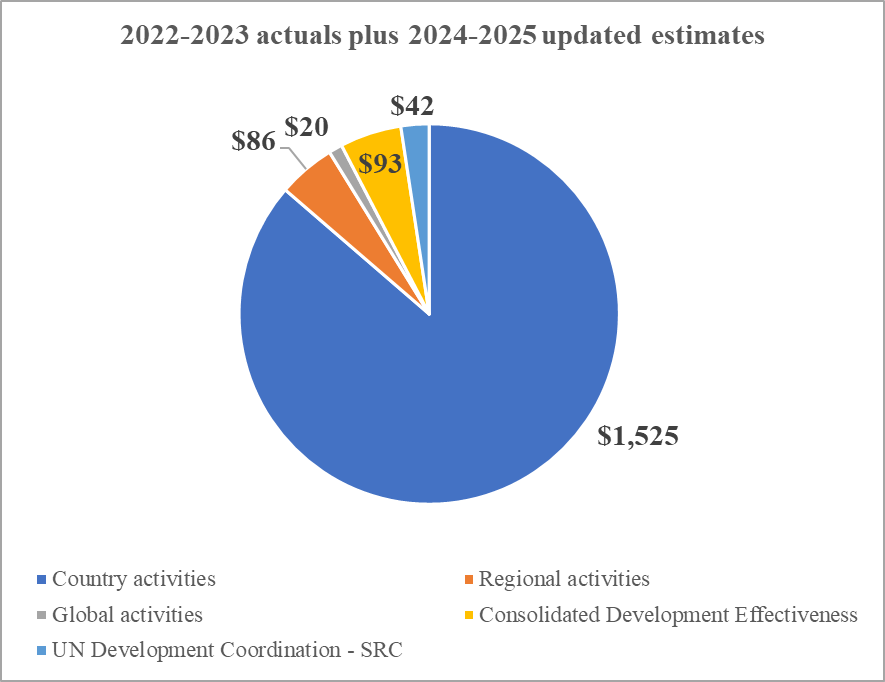 2022-2023 actuals plus 2024-2025 updated estimates
$42
$20
$86
$93
$1,525
Country activities
Regional activities
Global activities
Consolidated Development Effectiveness
UN Development Coordination - SRC